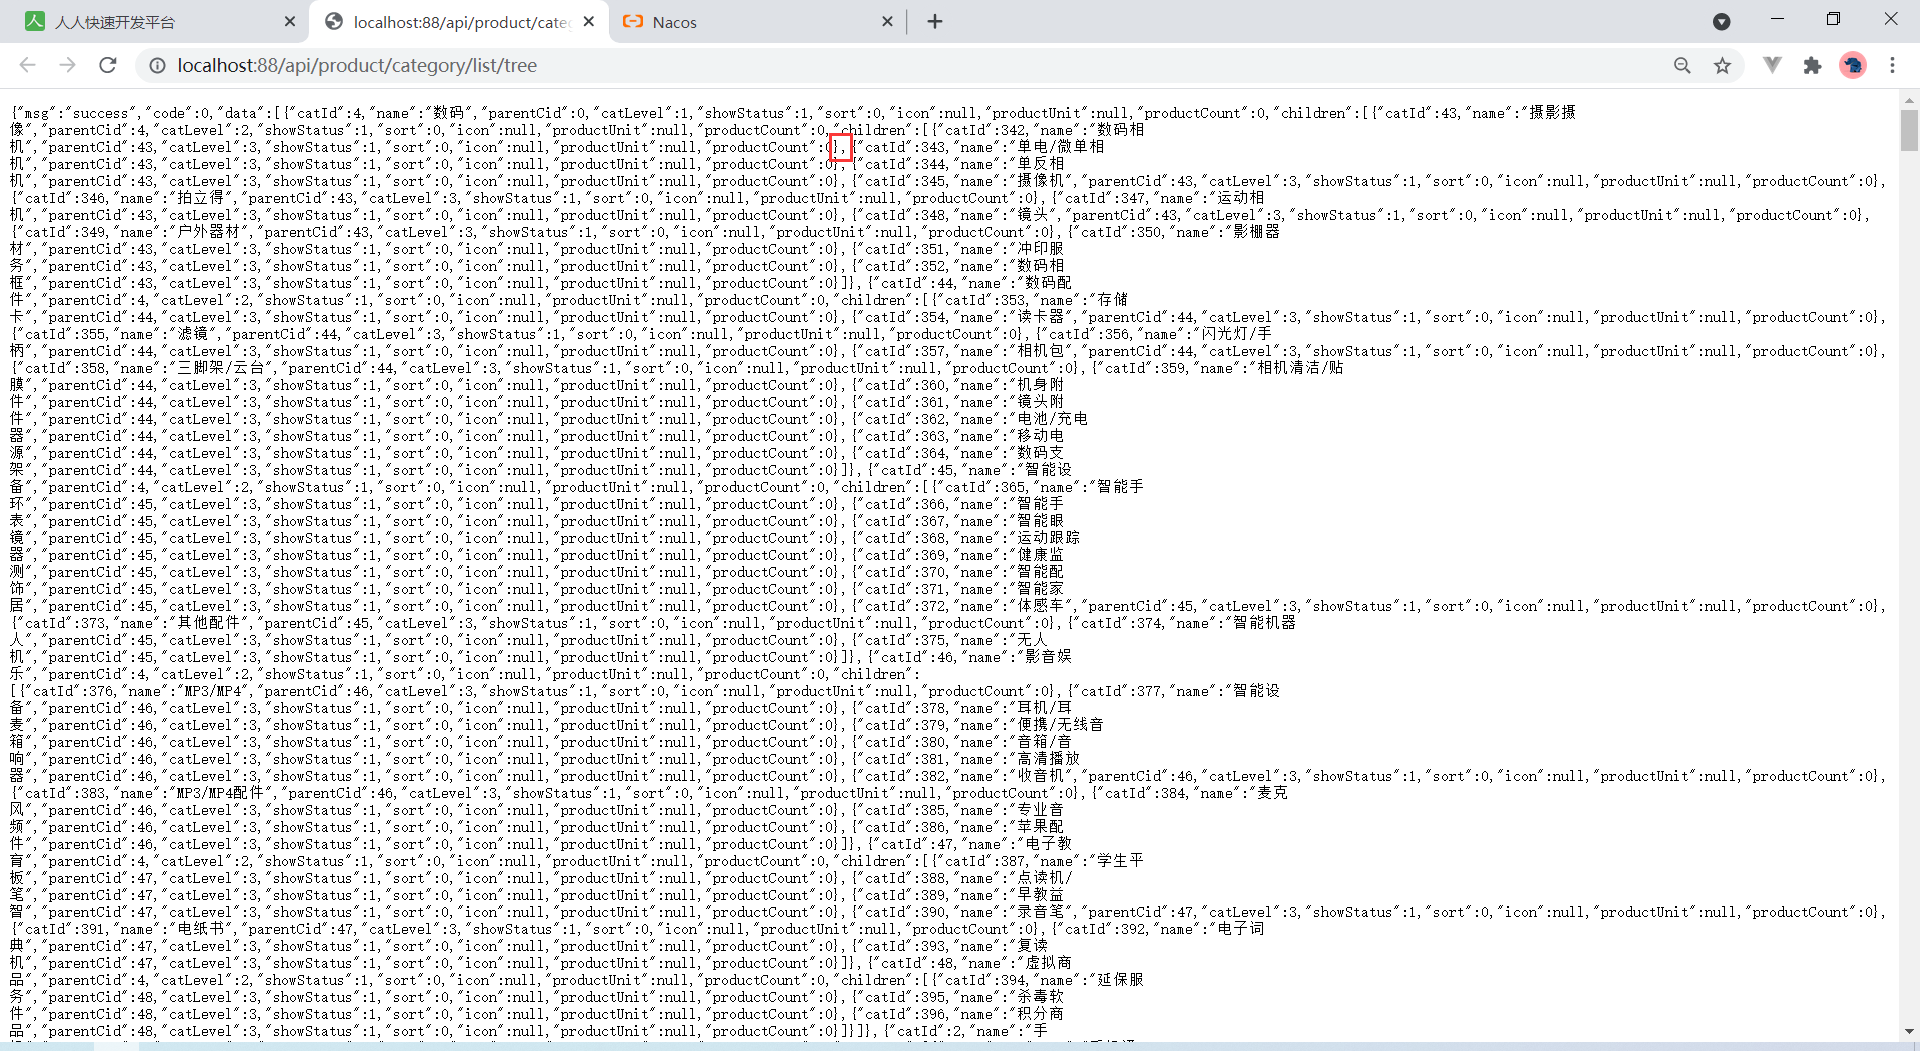 人人快速开发平台
localhost:88/api/product/cate
Nacos
localhost:88/api/product/category/list/tree
{"msg":"success","code":0,"data":[{"catId":4,"name":"数码","parentCid":0,"catLevel":1,"showStatus":1,"sort":0,"icon":null,"productUnit":null,"productCount":0,"children":[{"catId":43,"name":"摄影摄
像","parentCid":4,"catLevel":2,"showStatus":1,"sort":0,"icon":null,"productUnit":null,"productCount":0,"children":[{"catId":342,"name":"数码相
机","parentCid":43,"catLevel":3,"showStatus":1,"sort":0,"icon":null,"productUnit":null,"productCount":0},{"catId":343,"name":"单电/微单相
机","parentCid":43,"catLevel":3,"showStatus":1,"sort":0,"icon":null,"productUnit":null,"productCount":0},{"catId":344,"name":"单反相
机","parentCid":43,"catLevel":3,"showStatus":1,"sort":0,"icon":null,"productUnit":null,"productCount":0},{"catId":345,"name":"摄像机","parentCid":43,"catLevel":3,"showStatus":1,"sort":0,"icon":null,"productUnit":null,"productCount":0},
{"catId":346,"name":"拍立得","parentCid":43,"catLevel":3,"showStatus":1,"sort":0,"icon":null,"productUnit":null,"productCount":0},{"catId":347,"name":"运动相
机","parentCid":43,"catLevel":3,"showStatus":1,"sort":0,"icon":null,"productUnit":null,"productCount":0},{"catId":348,"name":"镜头","parentCid":43,"catLevel":3,"showStatus":1,"sort":0,"icon":null,"productUnit":null,"productCount":0},
{"catId":349,"name":"户外器材","parentCid":43,"catLevel":3,"showStatus":1,"sort":0,"icon":null,"productUnit":null,"productCount":0},{"catId":350,"name":"影棚器
材","parentCid":43,"catLevel":3,"showStatus":1,"sort":0,"icon":null,"productUnit":null,"productCount":0},{"catId":351,"name":"冲印服
务","parentCid":43,"catLevel":3,"showStatus":1,"sort":0,"icon":null,"productUnit":null,"productCount":0},{"catId":352,"name":"数码相
框","parentCid":43,"catLevel":3,"showStatus":1,"sort":0,"icon":null,"productUnit":null,"productCount":0}]},{"catId":44,"name":"数码配
件","parentCid":4,"catLevel":2,"showStatus":1,"sort":0,"icon":null,"productUnit":null,"productCount":0,"children":[{"catId":353,"name":"存储
卡","parentCid":44,"catLevel":3,"showStatus":1,"sort":0,"icon":null,"productUnit":null,"productCount":0},{"catId":354,"name":"读卡器","parentCid":44,"catLevel":3,"showStatus":1,"sort":0,"icon":null,"productUnit":null,"productCount":0},
{"catId":355,"name":"滤镜","parentCid":44,"catLevel":3,"showStatus":1,"sort":0,"icon":null,"productUnit":null,"productCount":0},{"catId":356,"name":"闪光灯/手
柄","parentCid":44,"catLevel":3,"showStatus":1,"sort":0,"icon":null,"productUnit":null,"productCount":0},{"catId":357,"name":"相机包","parentCid":44,"catLevel":3,"showStatus":1,"sort":0,"icon":null,"productUnit":null,"productCount":0},
{"catId":358,"name":"三脚架/云台","parentCid":44,"catLevel":3,"showStatus":1,"sort":0,"icon":null,"productUnit":null,"productCount":0},{"catId":359,"name":"相机清洁/贴
膜","parentCid":44,"catLevel":3,"showStatus":1,"sort":0,"icon":null,"productUnit":null,"productCount":0},{"catId":360,"name":"机身附
件","parentCid":44,"catLevel":3,"showStatus":1,"sort":0,"icon":null,"productUnit":null,"productCount":0},{"catId":361,"name":"镜头附
件","parentCid":44,"catLevel":3,"showStatus":1,"sort":0,"icon":null,"productUnit":null,"productCount":0},{"catId":362,"name":"电池/充电
器","parentCid":44,"catLevel":3,"showStatus":1,"sort":0,"icon":null,"productUnit":null,"productCount":0},{"catId":363,"name":"移动电
源","parentCid":44,"catLevel":3,"showStatus":1,"sort":0,"icon":null,"productUnit":null,"productCount":0},{"catId":364,"name":"数码支
架","parentCid":44,"catLevel":3,"showStatus":1,"sort":0,"icon":null,"productUnit":null,"productCount":0}]},{"catId":45,"name":"智能设
备","parentCid":4,"catLevel":2,"showStatus":1,"sort":0,"icon":null,"productUnit":null,"productCount":0,"children":[{"catId":365,"name":"智能手
环","parentCid":45,"catLevel":3,"showStatus":1,"sort":0,"icon":null,"productUnit":null,"productCount":0},{"catId":366,"name":"智能手
表","parentCid":45,"catLevel":3,"showStatus":1,"sort":0,"icon":null,"productUnit":null,"productCount":0},{"catId":367,"name":"智能眼
镜","parentCid":45,"catLevel":3,"showStatus":1,"sort":0,"icon":null,"productUnit":null,"productCount":0},{"catId":368,"name":"运动跟踪
器","parentCid":45,"catLevel":3,"showStatus":1,"sort":0,"icon":null,"productUnit":null,"productCount":0},{"catId":369,"name":"健康监
测","parentCid":45,"catLevel":3,"showStatus":1,"sort":0,"icon":null,"productUnit":null,"productCount":0},{"catId":370,"name":"智能配
饰","parentCid":45,"catLevel":3,"showStatus":1,"sort":0,"icon":null,"productUnit":null,"productCount":0},{"catId":371,"name":"智能家
居","parentCid":45,"catLevel":3,"showStatus":1,"sort":0,"icon":null,"productUnit":null,"productCount":0},{"catId":372,"name":"体感车","parentCid":45,"catLevel":3,"showStatus":1,"sort":0,"icon":null,"productUnit":null,"productCount":0},
{"catId":373,"name":"其他配件","parentCid":45,"catLevel":3,"showStatus":1,"sort":0,"icon":null,"productUnit":null,"productCount":0},{"catId":374,"name":"智能机器
人","parentCid":45,"catLevel":3,"showStatus":1,"sort":0,"icon":null,"productUnit":null,"productCount":0},{"catId":375,"name":"无人
机","parentCid":45,"catLevel":3,"showStatus":1,"sort":0,"icon":null,"productUnit":null,"productCount":0}]},{"catId":46,"name":"影音娱
乐","parentCid":4,"catLevel":2,"showStatus":1,"sort":0,"icon":null,"productUnit":null,"productCount":0,"children":
[{"catId":376,"name":"MP3/MP4","parentCid":46,"catLevel":3,"showStatus":1,"sort":0,"icon":null,"productUnit":null,"productCount":0},{"catId":377,"name":"智能设
备","parentCid":46,"catLevel":3,"showStatus":1,"sort":0,"icon":null,"productUnit":null,"productCount":0},{"catId":378,"name":"耳机/耳
麦","parentCid":46,"catLevel":3,"showStatus":1,"sort":0,"icon":null,"productUnit":null,"productCount":0},{"catId":379,"name":"便携/无线音
箱","parentCid":46,"catLevel":3,"showStatus":1,"sort":0,"icon":null,"productUnit":null,"productCount":0},{"catId":380,"name":"音箱/音
响","parentCid":46,"catLevel":3,"showStatus":1,"sort":0,"icon":null,"productUnit":null,"productCount":0},{"catId":381,"name":"高清播放
器","parentCid":46,"catLevel":3,"showStatus":1,"sort":0,"icon":null,"productUnit":null,"productCount":0},{"catId":382,"name":"收音机","parentCid":46,"catLevel":3,"showStatus":1,"sort":0,"icon":null,"productUnit":null,"productCount":0},
{"catId":383,"name":"MP3/MP4配件","parentCid":46,"catLevel":3,"showStatus":1,"sort":0,"icon":null,"productUnit":null,"productCount":0},{"catId":384,"name":"麦克
风","parentCid":46,"catLevel":3,"showStatus":1,"sort":0,"icon":null,"productUnit":null,"productCount":0},{"catId":385,"name":"专业音
频","parentCid":46,"catLevel":3,"showStatus":1,"sort":0,"icon":null,"productUnit":null,"productCount":0},{"catId":386,"name":"苹果配
件","parentCid":46,"catLevel":3,"showStatus":1,"sort":0,"icon":null,"productUnit":null,"productCount":0}]},{"catId":47,"name":"电子教
育","parentCid":4,"catLevel":2,"showStatus":1,"sort":0,"icon":null,"productUnit":null,"productCount":0,"children":[{"catId":387,"name":"学生平
板","parentCid":47,"catLevel":3,"showStatus":1,"sort":0,"icon":null,"productUnit":null,"productCount":0},{"catId":388,"name":"点读机/
笔","parentCid":47,"catLevel":3,"showStatus":1,"sort":0,"icon":null,"productUnit":null,"productCount":0},{"catId":389,"name":"早教益
智","parentCid":47,"catLevel":3,"showStatus":1,"sort":0,"icon":null,"productUnit":null,"productCount":0},{"catId":390,"name":"录音笔","parentCid":47,"catLevel":3,"showStatus":1,"sort":0,"icon":null,"productUnit":null,"productCount":0},
{"catId":391,"name":"电纸书","parentCid":47,"catLevel":3,"showStatus":1,"sort":0,"icon":null,"productUnit":null,"productCount":0},{"catId":392,"name":"电子词
典","parentCid":47,"catLevel":3,"showStatus":1,"sort":0,"icon":null,"productUnit":null,"productCount":0},{"catId":393,"name":"复读
机","parentCid":47,"catLevel":3,"showStatus":1,"sort":0,"icon":null,"productUnit":null,"productCount":0}]},{"catId":48,"name":"虚拟商
品","parentCid":4,"catLevel":2,"showStatus":1,"sort":0,"icon":null,"productUnit":null,"productCount":0,"children":[{"catId":394,"name":"延保服
务","parentCid":48,"catLevel":3,"showStatus":1,"sort":0,"icon":null,"productUnit":null,"productCount":0},{"catId":395,"name":"杀毒软
件","parentCid":48,"catLevel":3,"showStatus":1,"sort":0,"icon":null,"productUnit":null,"productCount":0},{"catId":396,"name":"积分商
品","parentCid":48,"catLevel":3,"showStatus":1,"sort":0,"icon":null,"productUnit":null,"productCount":0}]}]},{"catId":2,"name":"手